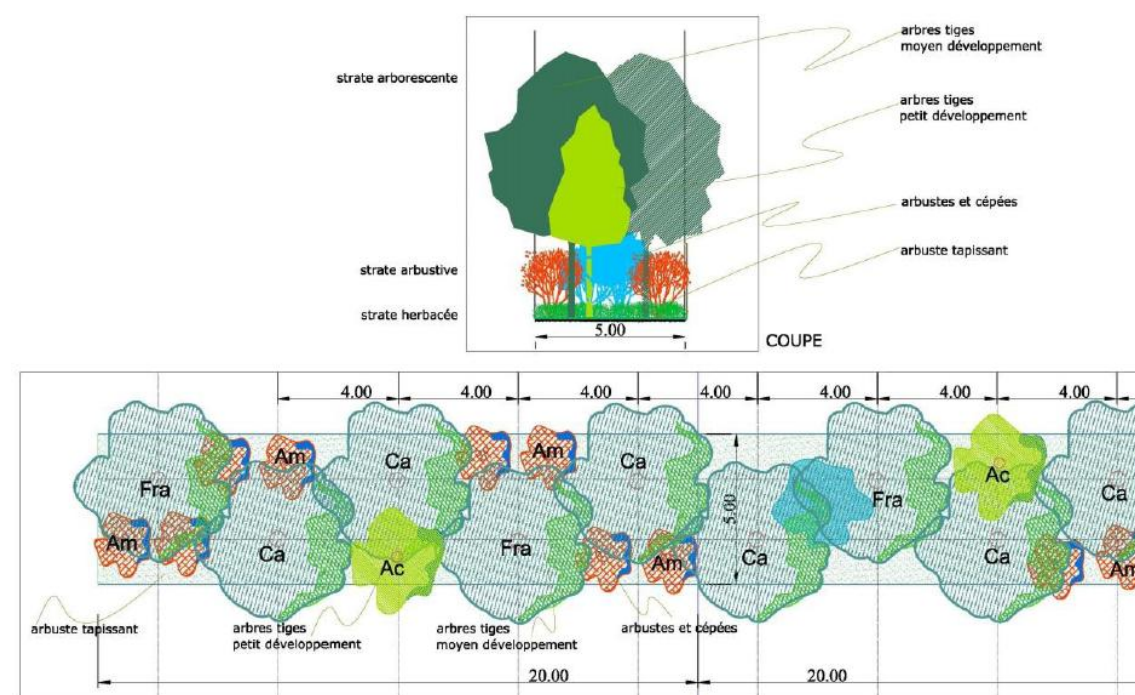 arbres tiges
moyen développement
strate arborescente
arbres tiges
petit développement
arbustes et cépées
arbuste tapissant
strate arbustive
strate herbacée
5.00
COUPE
4.00 4.00 4.00 4.00 4.00 4.00 4.00
Am Ca Am Ca Ac
Fra Fra Ca
5.00
Am Ca Ac Fra Am Ca Ca Am
arbuste tapissant
arbres tiges
petit développement
arbres tiges
moyen développement
arbustes et cépées
20.00 20.00